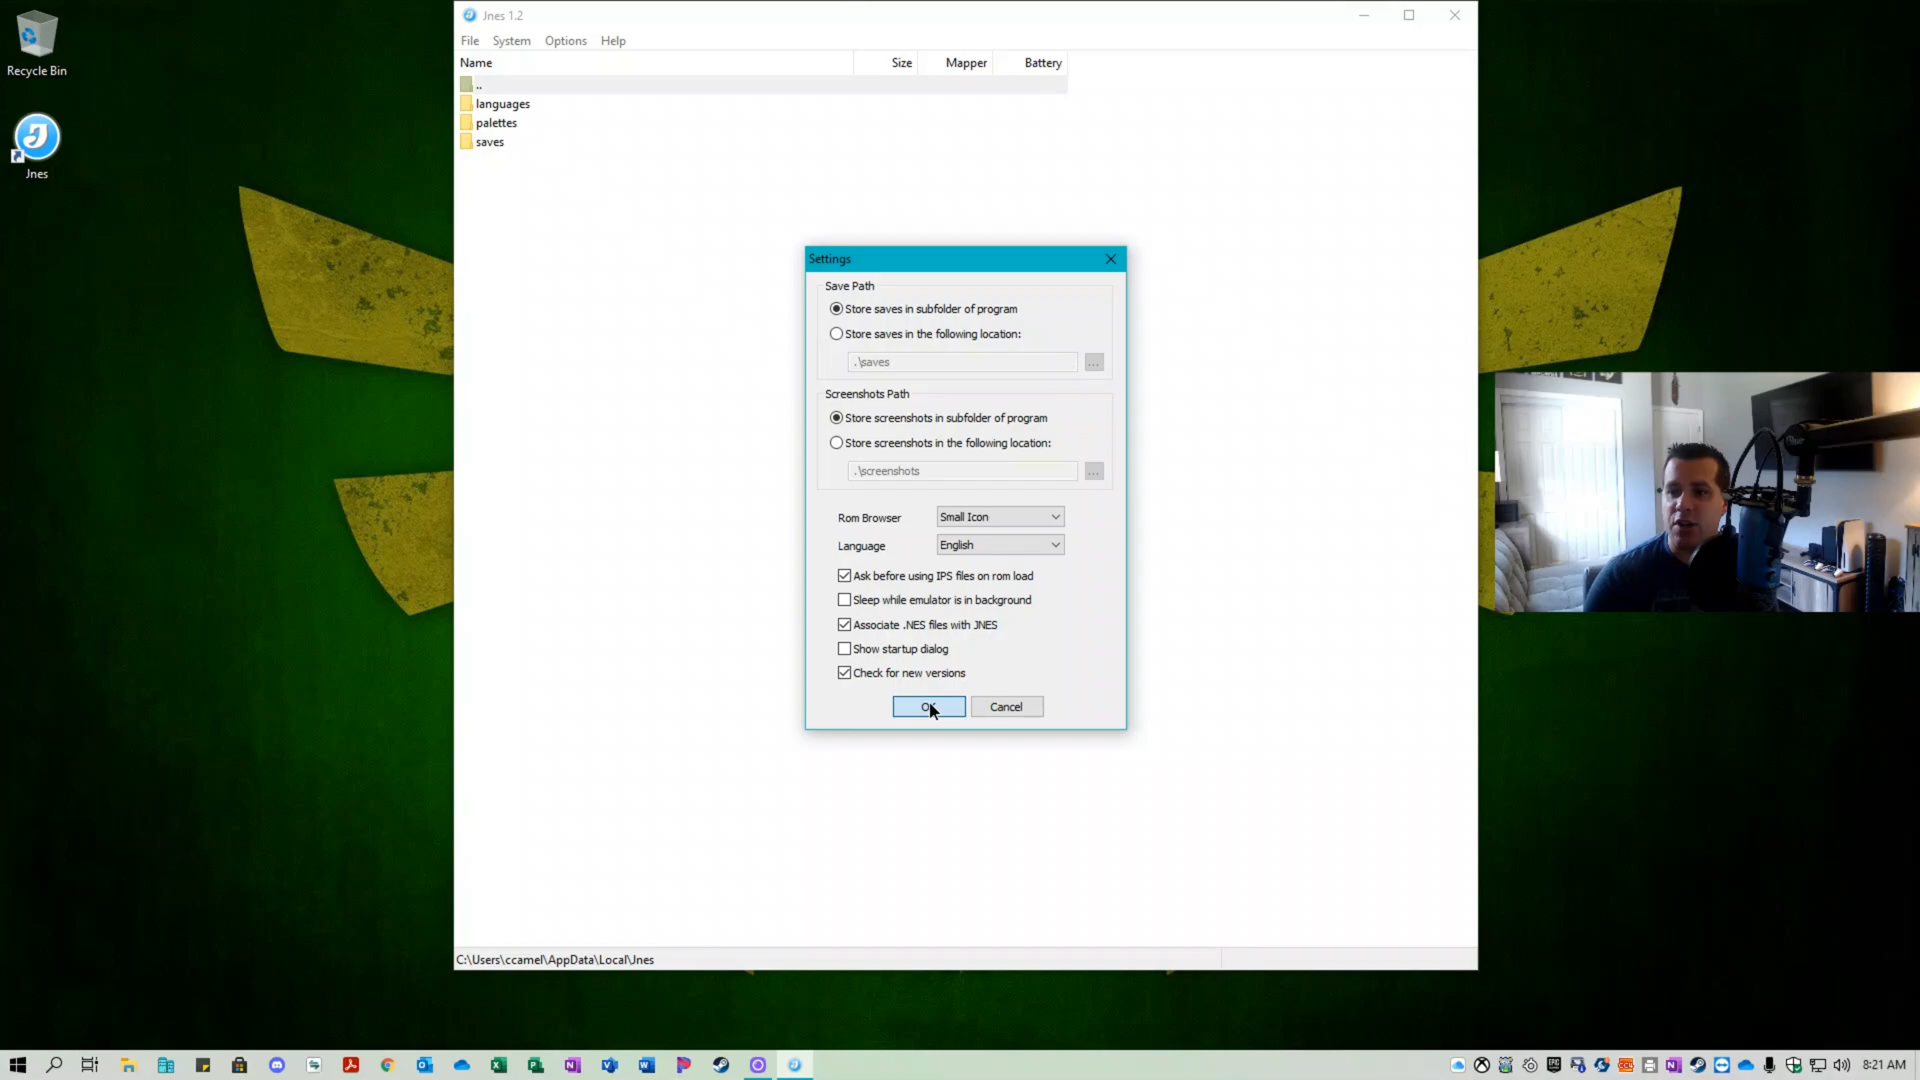 Recycle Bin
Jnes
Jnes 1.2
File System Options Help
Name Size Mapper Battery
..
languages
palettes
saves
Settings
Save Path
Store saves in subfolder of program
Store saves in the following location:
.\saves
...
Screenshots Path
Store screenshots in subfolder of program
Store screenshots in the following location:
.\screenshots
...
Rom Browser Small Icon
Language English
Ask before using IPS files on rom load
Sleep while emulator is in background
Associate .NES files with JNES
Show startup dialog
Check for new versions
Cancel
C:\Users\ccamel\AppData\Local\Jnes
8:21 AM